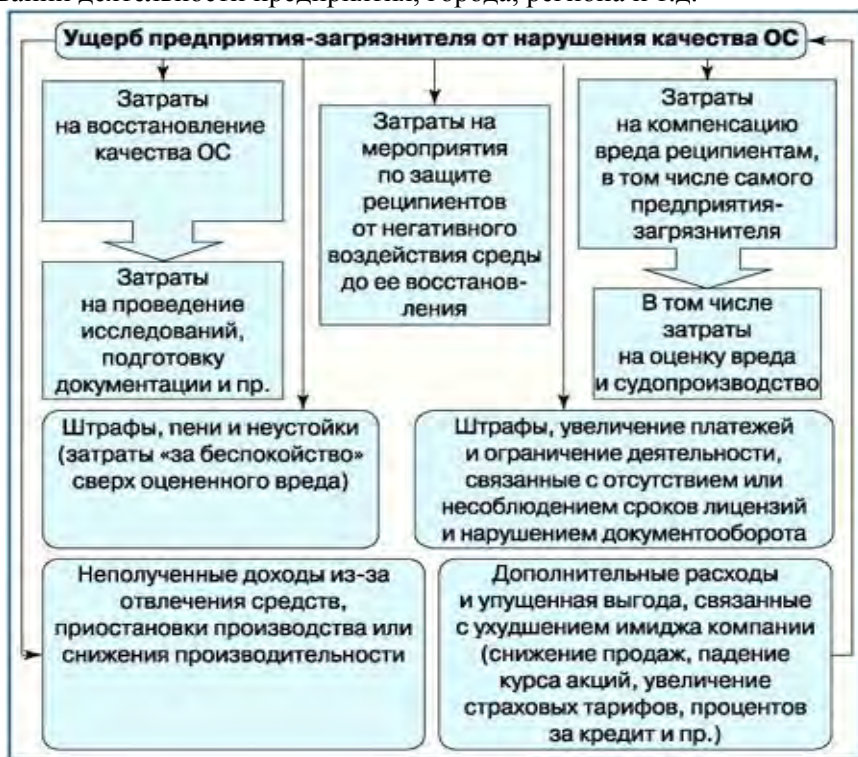 деятельности предприятия, города, региона и т.д.
Ущерб предприятия-загрязнителя от нарушения качества ОС
Затраты
на восстановление
качества ОС
Затраты на
мероприятия
по защите
реципиентов
от негативного
воздействия среды
до ее восстанов-
ления
Затраты
на компенсацию
вреда реципиентам,
в том числе самого
предприятия-
загрязнителя
Затраты
на проведение
исследований,
подготовку
документации и пр.
В том числе
затраты
на оценку вреда
и судопроизводство
Штрафы, пени и неустойки
(затраты «за беспокойство»
сверх оцененного вреда)
Штрафы, увеличение платежей
и ограничение деятельности,
связанные с отсутствием или
несоблюдением сроков лицензий
и нарушением документооборота
Неполученные доходы из-за
отвлечения средств,
приостановки производства или
снижения производительности
Дополнительные расходы
и упущенная выгода, связанные
с ухудшением имиджа компании
(снижение продаж, падение
курса акций, увеличение
страховых тарифов, процентов
за кредит и пр.)